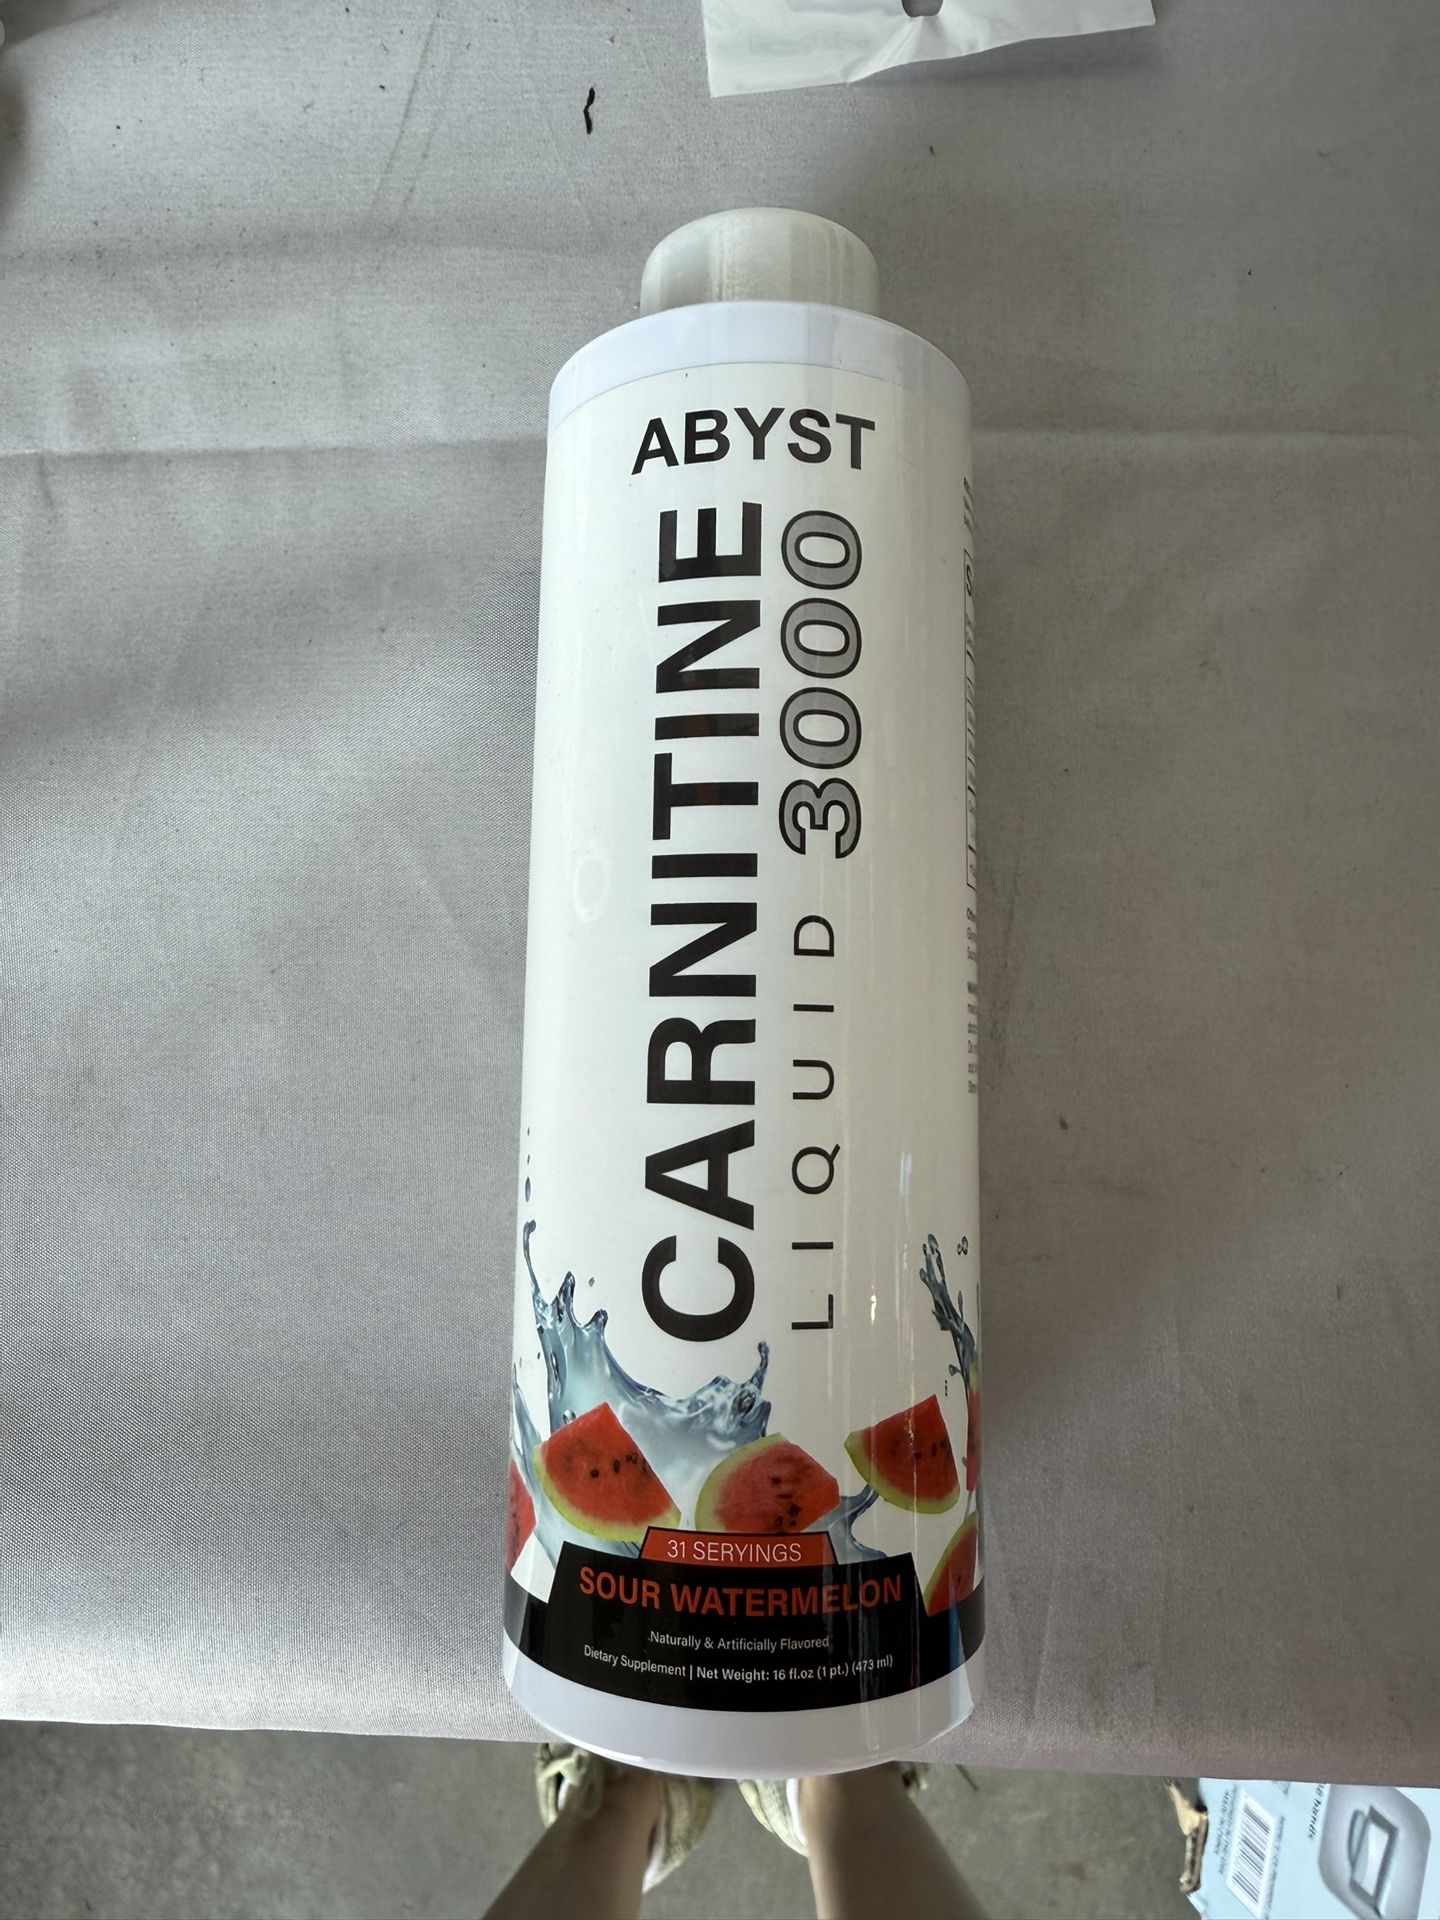 ABYST
CARNITINE
LIQUID 3000
31 SERYINGS
SOUR WATERMELON
Naturally & Artificially Flavored
Dietary Supplement | Net Weight: 16 fl.oz (1 pt.) (473 ml)